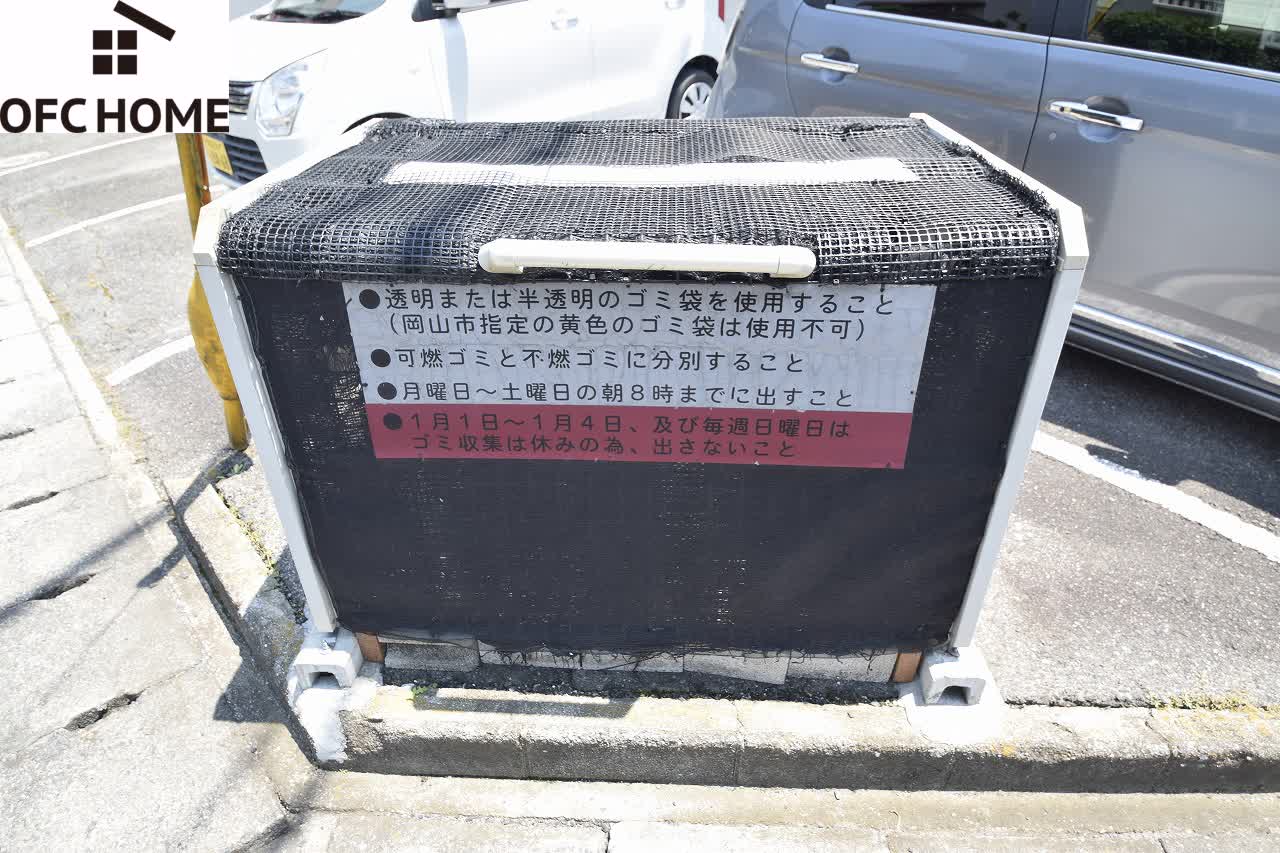 OFC HOME
●透明または半透明のゴミ袋を使用すること
（岡山市指定の黄色のゴミ袋は使用不可）
●可燃ゴミと不燃ゴミに分別すること
●月曜日～土曜日の朝8時までに出すこと
●1月1日～1月4日、及び毎週日曜日は
ゴミ収集は休みの為、出さないこと